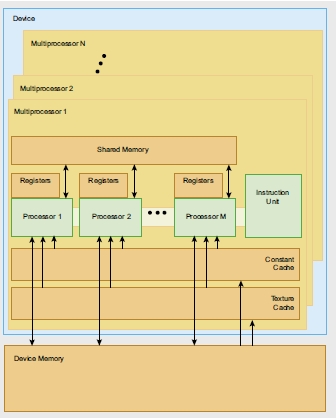 Device
Multiprocessor N
Multiprocessor 2
Multiprocessor 1
Shared Memory
Registers
Registers
Registers
Processor 1
Processor 2
Processor M
Instruction
Unit
Constant
Cache
Texture
Cache
Device Memory